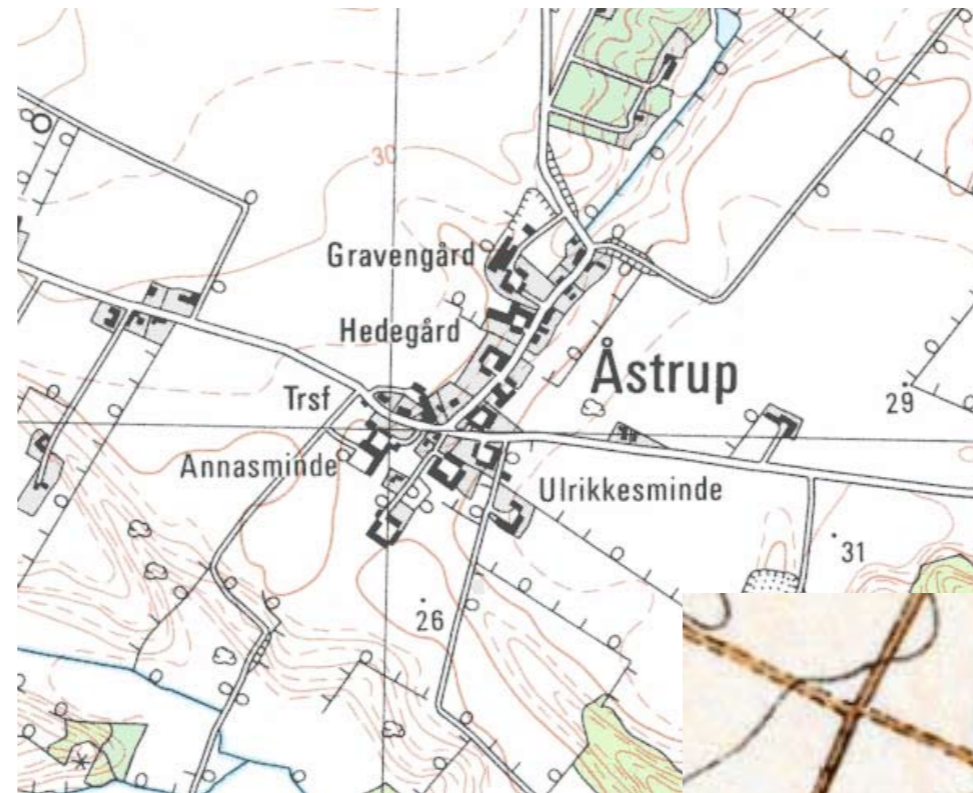 30
Gravengård
Hedegård
Åstrup
Trsf
29
Annasminde
Ulrikkesminde
31
26